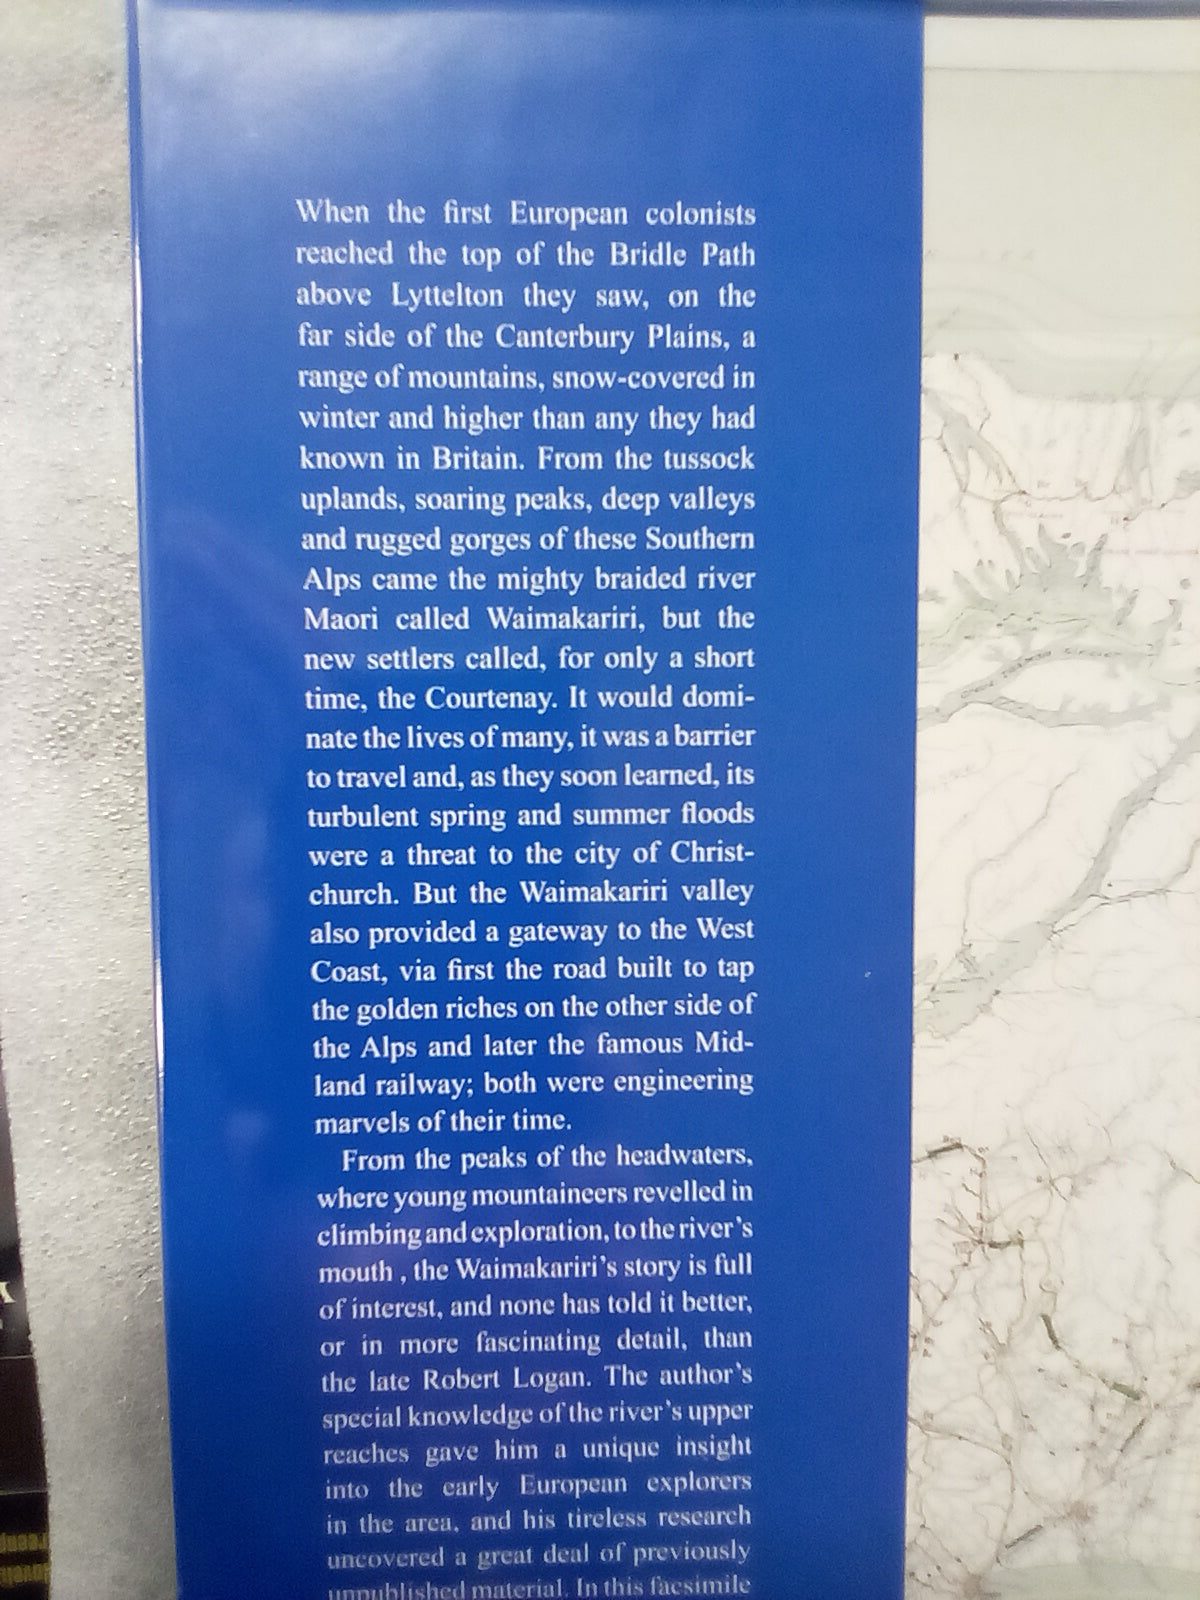 When the first European colonists
reached the top of the Bridle Path
above Lyttelton they saw, on the
far side of the Canterbury Plains, a
range of mountains, snow-covered in
winter and higher than any they had
known in Britain. From the tussock
uplands, soaring peaks, deep valleys
and rugged gorges of these Southern
Alps came the mighty braided river
Maori called Waimakariri, but the
new settlers called, for only a short
time, the Courtenay. It would domi-
nate the lives of many, it was a barrier
to travel and, as they soon learned, its
turbulent spring and summer floods
were a threat to the city of Christ-
church. But the Waimakariri valley
also provided a gateway to the West
Coast, via first the road built to tap
the golden riches on the other side of
the Alps and later the famous Mid-
land railway; both were engineering
marvels of their time.
From the peaks of the headwaters,
where young mountaineers revelled in
climbing and exploration, to the river's
mouth , the Waimakariri's story is full
of interest, and none has told it better,
or in more fascinating detail, than
the late Robert Logan. The author's
special knowledge of the river's upper
reaches gave him a unique insight
into the early European explorers
in the area, and his tireless research
uncovered a great deal of previously
unpublished material. In this facsimile